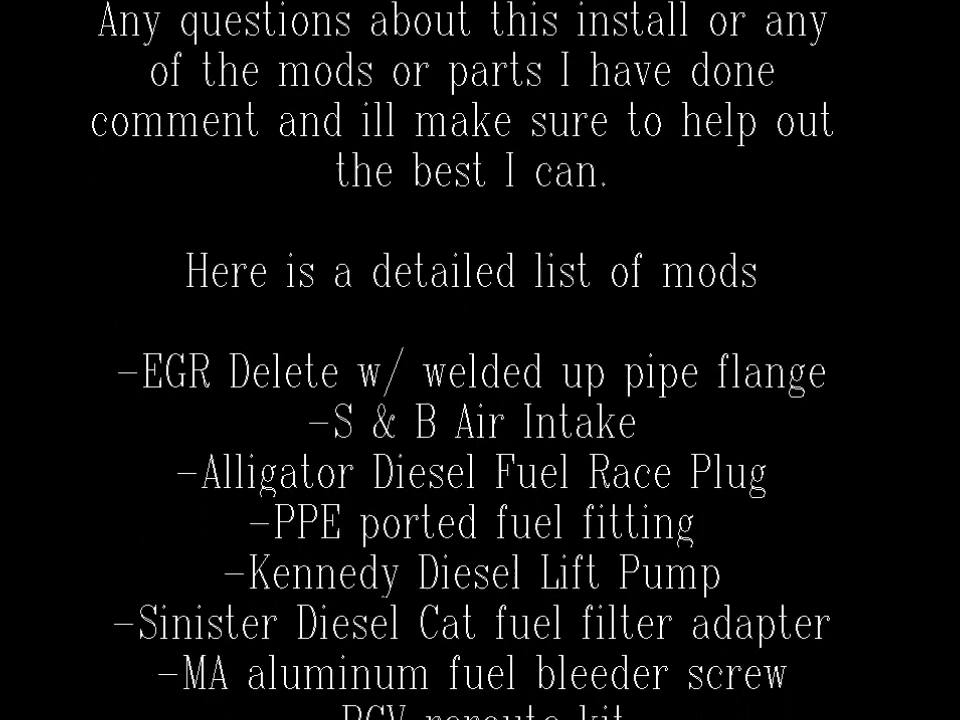 Any questions about this install or any
of the mods or parts I have done
comment and ill make sure to help out
the best I can.
Here is a detailed list of mods
-EGR Delete w/ welded up pipe flange
-S & B Air Intake
-Alligator Diesel Fuel Race Plug
-PPE ported fuel fitting
-Kennedy Diesel Lift Pump
-Sinister Diesel Cat fuel filter adapter
-MA aluminum fuel bleeder screw
PCV reroute kit